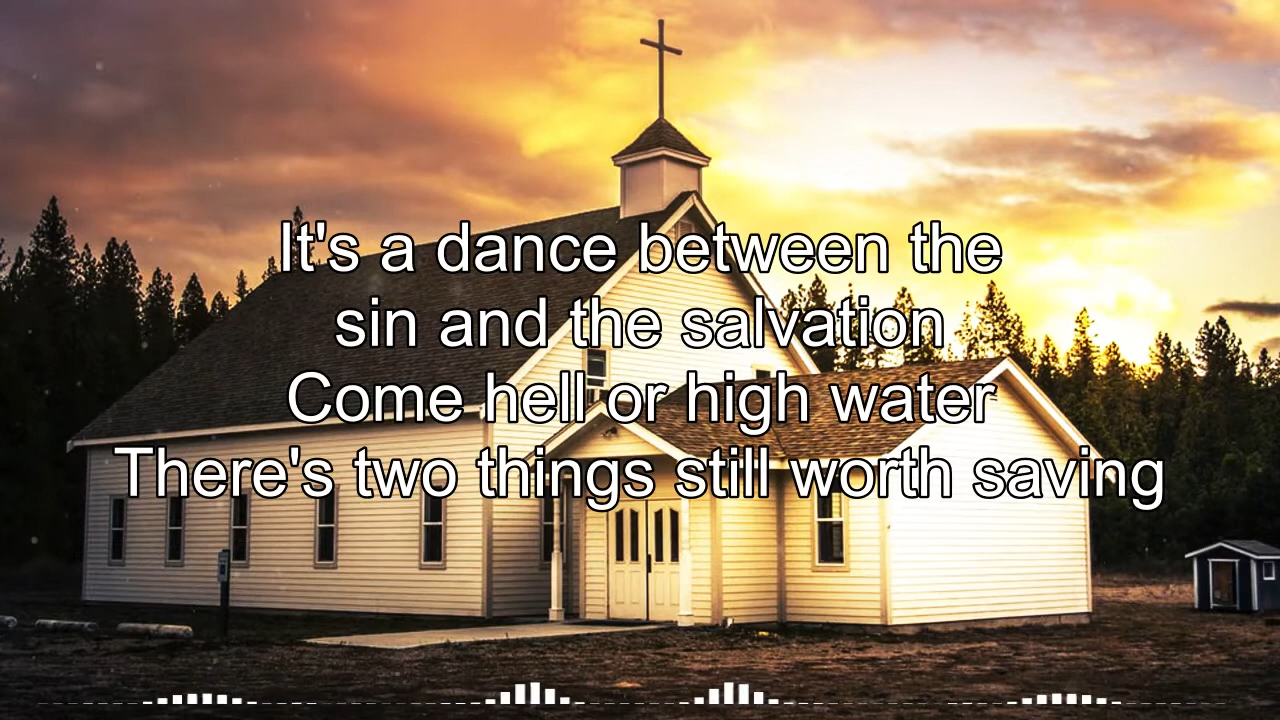 It's a dance between the
sin and the salvation
Come hell or high water
There's two things still worth saving